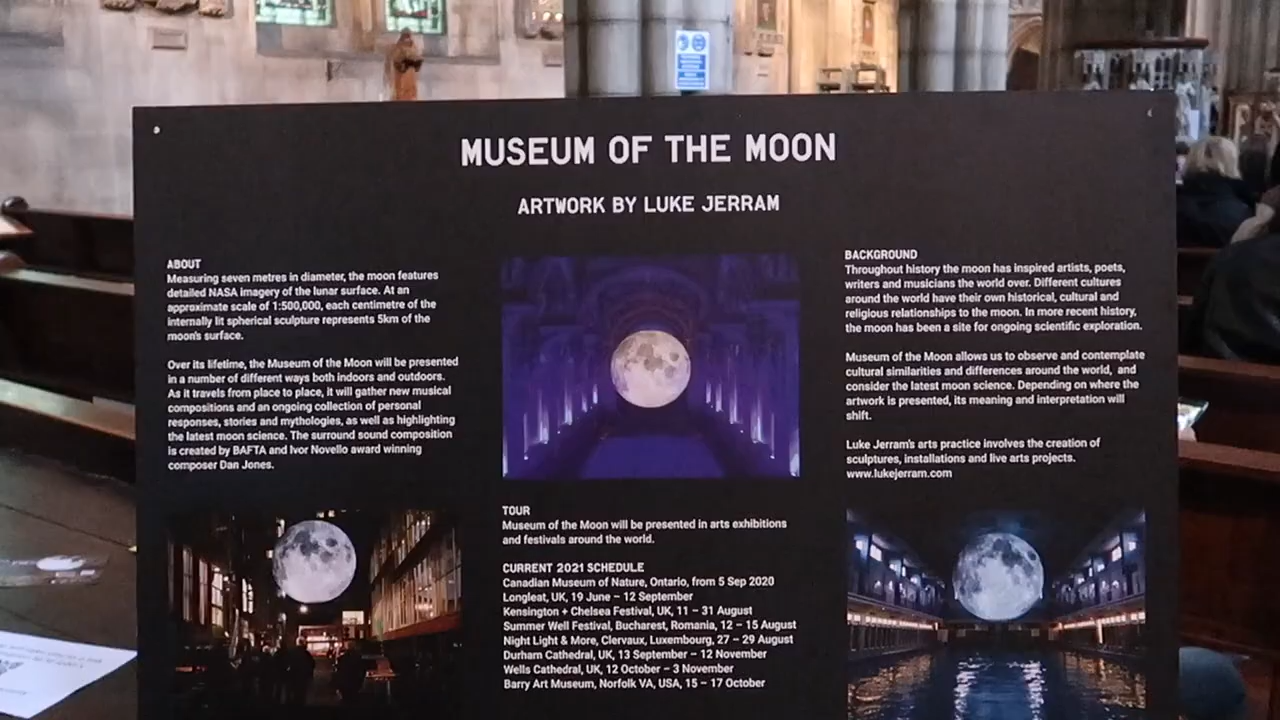 MUSEUM OF THE MOON
ARTWORK BY LUKE JERRAM
ABOUT
Measuring seven metres in diameter, the moon features
detailed NASA imagery of the lunar surface. At an
approximate scale of 1:500,000, each centimetre of the
internally lit spherical sculpture represents 5km of the
moon's surface.
Over its lifetime, the Museum of the Moon will be presented
in a number of different ways both indoors and outdoors.
As it travels from place to place, it will gather new musical
compositions and an ongoing collection of personal
responses, stories and mythologies, as well as highlighting
the latest moon science. The surround sound composition
is created by BAFTA and Ivor Novello award winning
composer Dan Jones.
TOUR
Museum of the Moon will be presented in arts exhibitions
and festivals around the world.
CURRENT 2021 SCHEDULE
Canadian Museum of Nature, Ontario, from 5 Sep 2020
Longleat, UK, 19 June – 12 September
Kensington + Chelsea Festival, UK, 11 – 31 August
Summer Well Festival, Bucharest, Romania, 12 – 15 August
Night Light & More, Clervaux, Luxembourg, 27 – 29 August
Durham Cathedral, UK, 13 September – 12 November
Wells Cathedral, UK, 12 October – 3 November
Barry Art Museum, Norfolk VA, USA, 15 – 17 October
BACKGROUND
Throughout history the moon has inspired artists, poets,
writers and musicians the world over. Different cultures
around the world have their own historical, cultural and
religious relationships to the moon. In more recent history,
the moon has been a site for ongoing scientific exploration.
Museum of the Moon allows us to observe and contemplate
cultural similarities and differences around the world, and
consider the latest moon science. Depending on where the
artwork is presented, its meaning and interpretation will
shift.
Luke Jerram's arts practice involves the creation of
sculptures, installations and live arts projects.
www.lukejerram.com